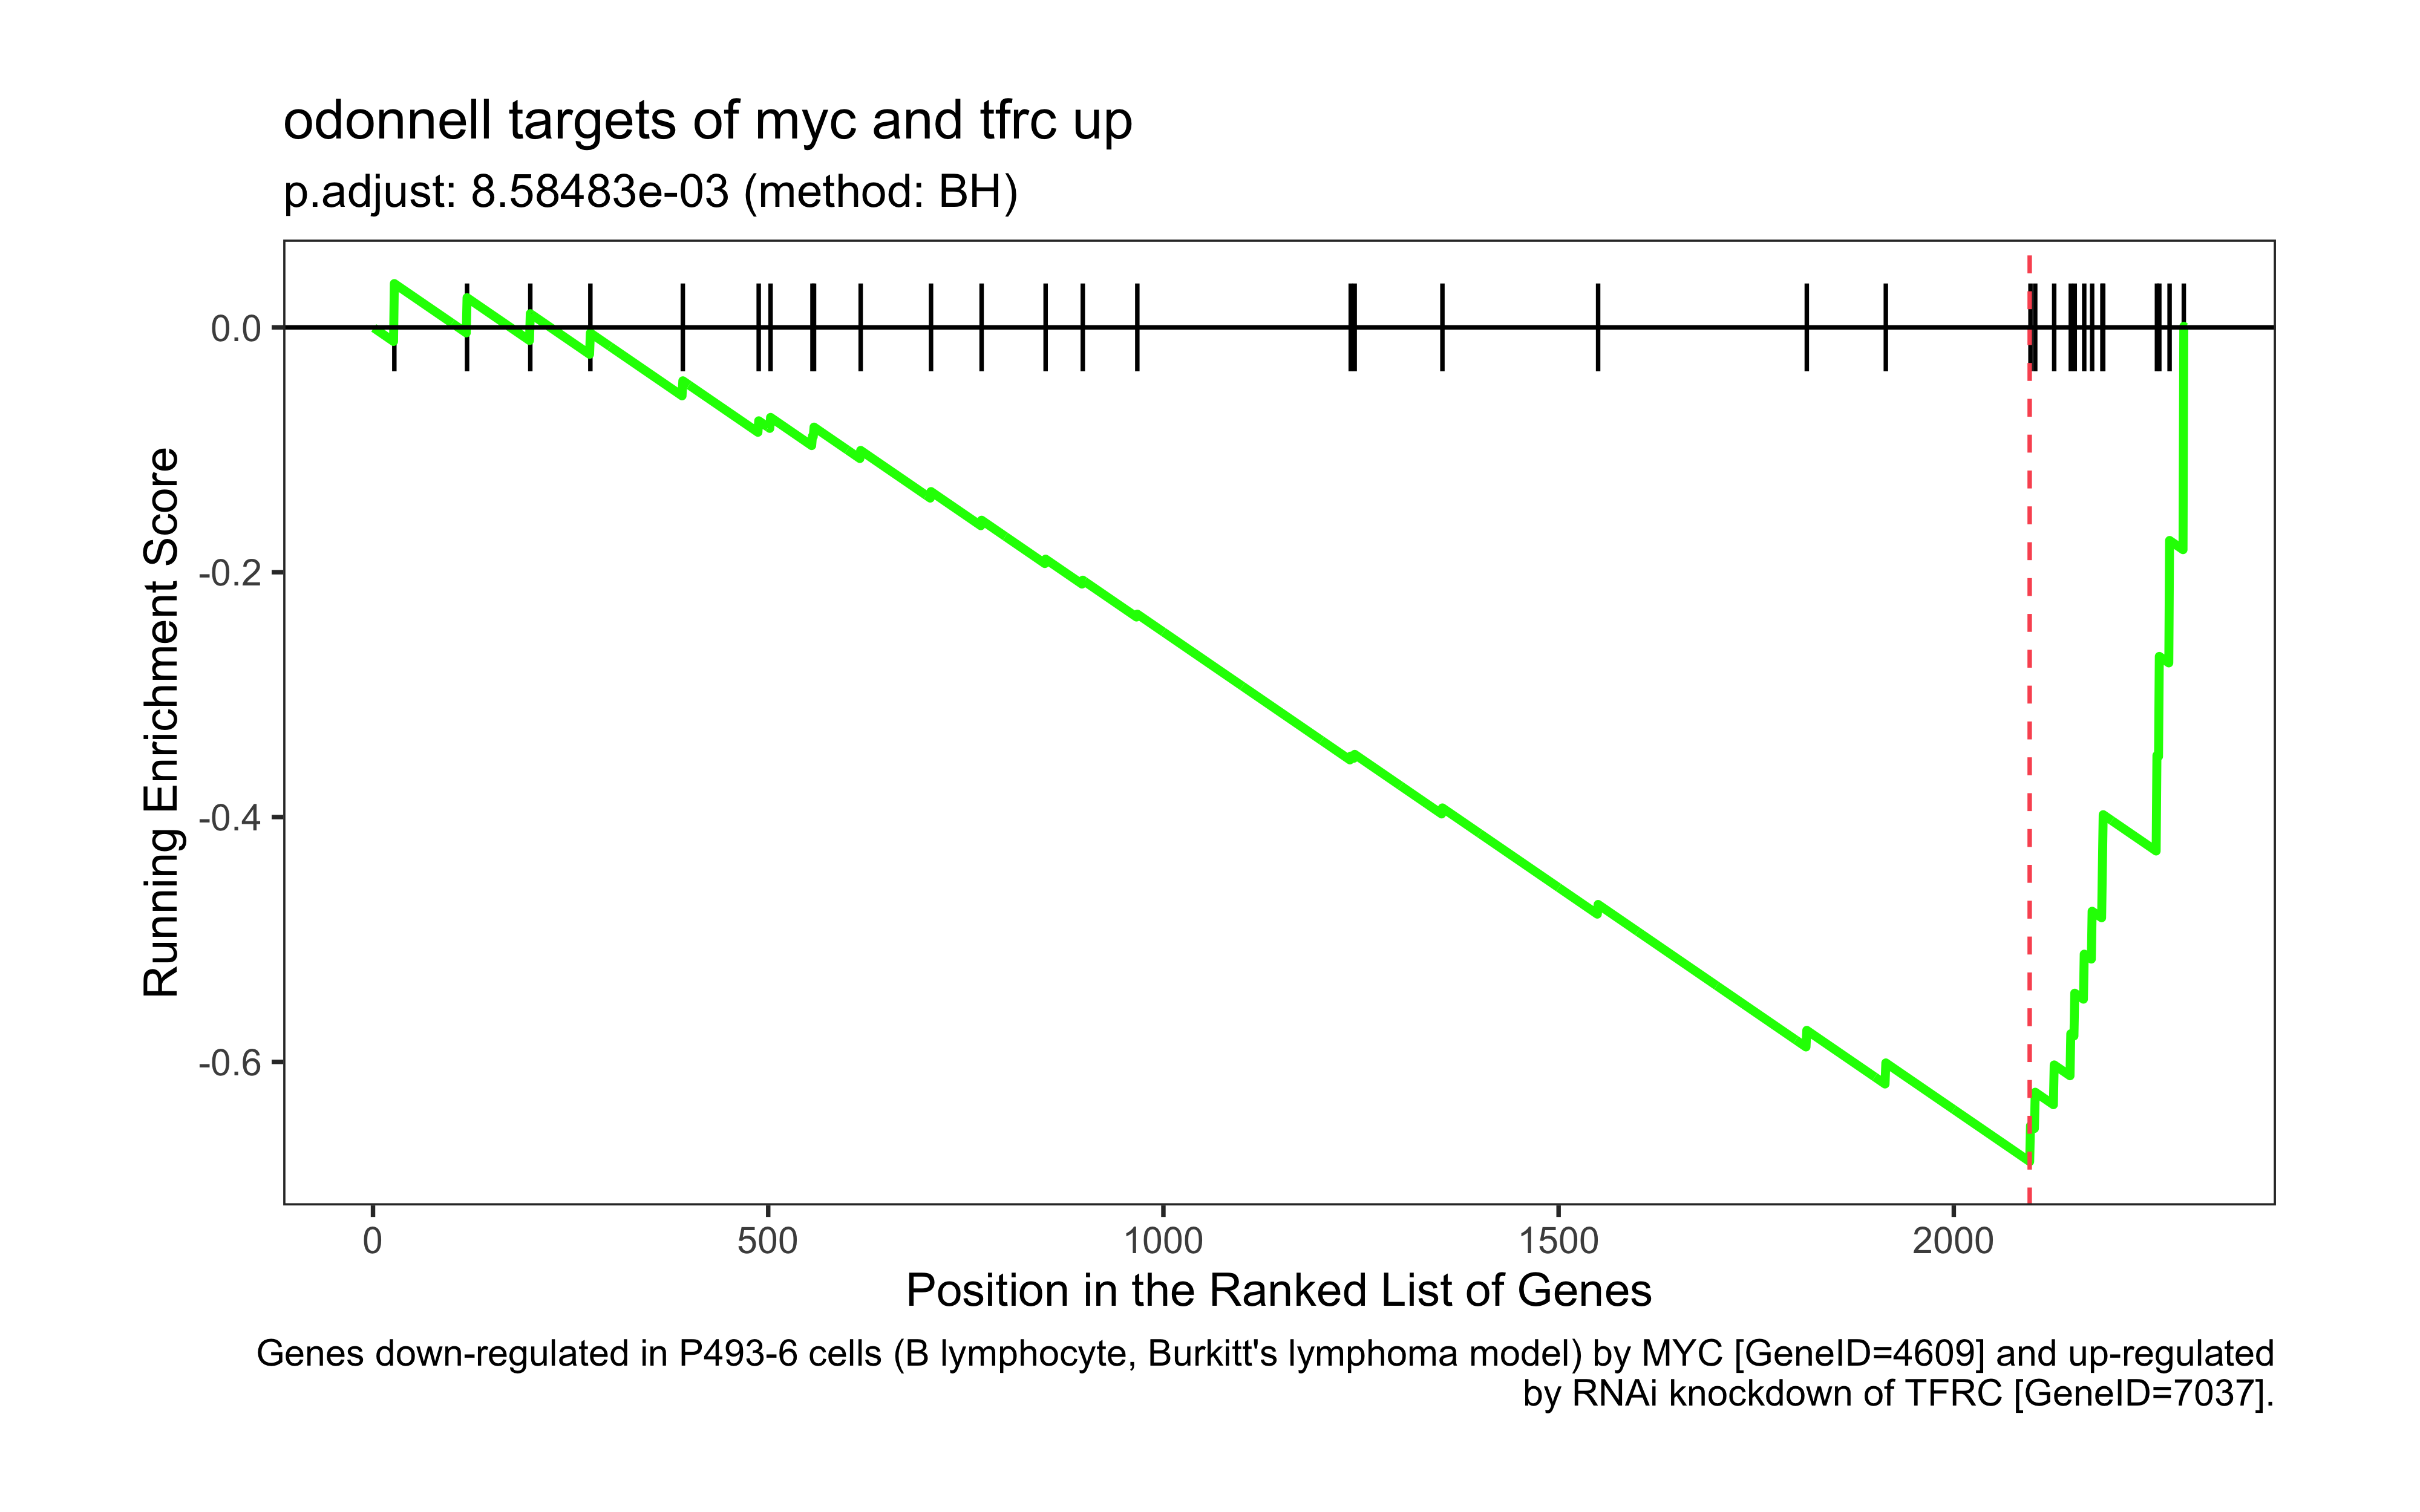 odonnell targets of myc and tfrc up
p.adjust: 8.58483e-03 (method: BH)
Running Enrichment Score
0.0
-0.2
-0.4
-0.6
0
500
1000
1500
2000
Position in the Ranked List of Genes
Genes down-regulated in P493-6 cells (B lymphocyte, Burkitt's lymphoma model) by MYC [GeneID=4609] and up-regulated
by RNAi knockdown of TFRC [GeneID=7037].